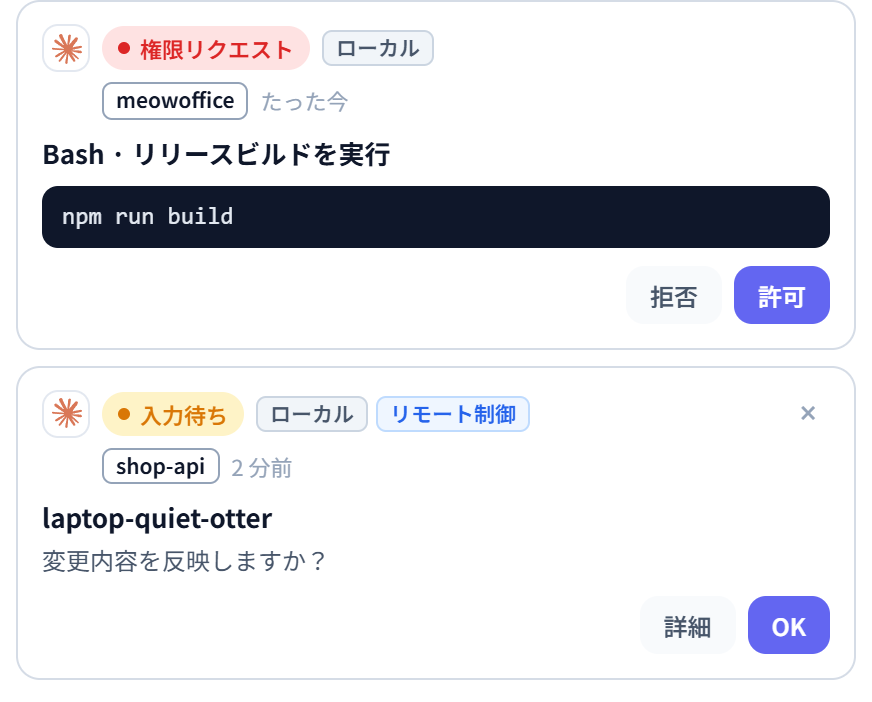 権限リクエスト ローカル
meowoffice たった今
Bash · リリースビルドを実行
npm run build
拒否 許可
入力待ち ローカル リモート制御 ×
shop-api 2 分前
laptop-quiet-otter
変更内容を反映しますか？
詳細 OK